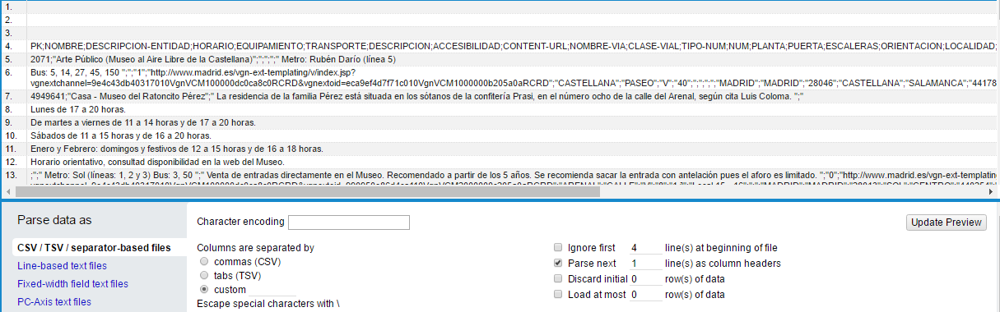 1.
2.
3.
4. PK;NOMBRE;DESCRIPCION-ENTIDAD;HORARIO;EQUIPAMIENTO;TRANSPORTE;DESCRIPCION;ACCESIBILIDAD;CONTENT-URL;NOMBRE-VIA;CLASE-VIAL;TIPO-NUM;NUM;PLANTA;PUERTA;ESCALERAS;ORIENTACION;LOCALIDAD;
5. 2071;"Arte Público (Museo al Aire Libre de la Castellana)";";";";" Metro: Rubén Darío (línea 5)
6. Bus: 5, 14, 27, 45, 150 ";";"1";"http://www.madrid.es/vgn-ext-templating/v/index.jsp?
vgnextchannel=9e4c43db40317010VgnVCM100000dc0ca8c0RCRD&vgnextoid=eca9ef4d7f71c010VgnVCM1000000b205a0aRCRD";"CASTELLANA";"PASEO";"V";"40";";";";";"MADRID";"MADRID";"28046";"CASTELLANA";"SALAMANCA";"44178
7. 4949641;"Casa - Museo del Ratoncito Pérez";" La residencia de la familia Pérez está situada en los sótanos de la confitería Prasi, en el número ocho de la calle del Arenal, según cita Luis Coloma. ";"
8. Lunes de 17 a 20 horas.
9. De martes a viernes de 11 a 14 horas y de 17 a 20 horas.
10. Sábados de 11 a 15 horas y de 16 a 20 horas.
11. Enero y Febrero: domingos y festivos de 12 a 15 horas y de 16 a 18 horas.
12. Horario orientativo, consultad disponibilidad en la web del Museo.
13. ;";" Metro: Sol (líneas: 1, 2 y 3) Bus: 3, 50 ";" Venta de entradas directamente en el Museo. Recomendado a partir de los 5 años. Se recomienda sacar la entrada con antelación pues el aforo es limitado. ";"0";"http://www.madrid.es/vgn-ext-templatin
Parse data as
CSV / TSV / separator-based files
Line-based text files
Fixed-width field text files
PC-Axis text files
Character encoding
Update Preview
Columns are separated by
commas (CSV)
tabs (TSV)
custom
Escape special characters with \
Ignore first 4 line(s) at beginning of file
Parse next 1 line(s) as column headers
Discard initial 0 row(s) of data
Load at most 0 row(s) of data